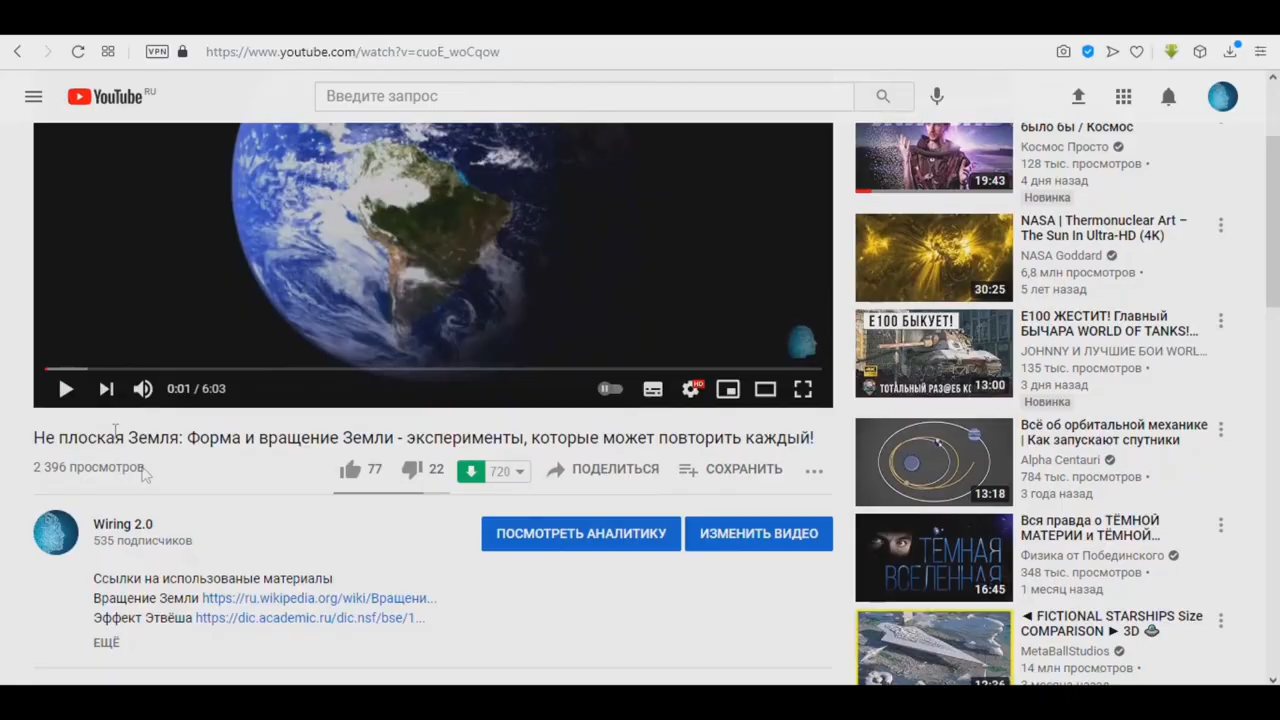 VPN
https://www.youtube.com/watch?v=cuoE_woCqow
YouTube RU
Введите запрос
0:01 / 6:03
HD
Не плоская Земля: Форма и вращение Земли - эксперименты, которые может повторить каждый!
2 396 просмотров
77
22
720
ПОДЕЛИТЬСЯ
СОХРАНИТЬ
Wiring 2.0
535 подписчиков
ПОСМОТРЕТЬ АНАЛИТИКУ
ИЗМЕНИТЬ ВИДЕО
Ссылки на использованые материалы
Вращение Земли https://ru.wikipedia.org/wiki/Вращени...
Эффект Этвёша https://dic.academic.ru/dic.nsf/bse/1...
ЕЩЁ
19:43
было бы / Космос
Космос Просто
128 тыс. просмотров •
4 дня назад
Новинка
30:25
NASA | Thermonuclear Art –
The Sun In Ultra-HD (4K)
NASA Goddard
6,8 млн просмотров •
5 лет назад
E100 БЫКУЕТ!
4K
ТОТАЛЬНЫЙ РАЗ@ЕБ
13:00
E100 ЖЕСТИТ! Главный
БЫЧАРА WORLD OF TANKS!...
JOHNNY И ЛУЧШИЕ БОИ WORL...
135 тыс. просмотров •
3 дня назад
Новинка
13:18
Всё об орбитальной механике
| Как запускают спутники
Alpha Centauri
784 тыс. просмотров •
3 года назад
ТЁМНАЯ
ВСЕЛЕННАЯ
16:45
Вся правда о ТЁМНОЙ
МАТЕРИИ и ТЁМНОЙ...
Физика от Побединского
348 тыс. просмотров •
1 месяц назад
◄ FICTIONAL STARSHIPS Size
COMPARISON ► 3D
MetaBallStudios
14 млн просмотров •